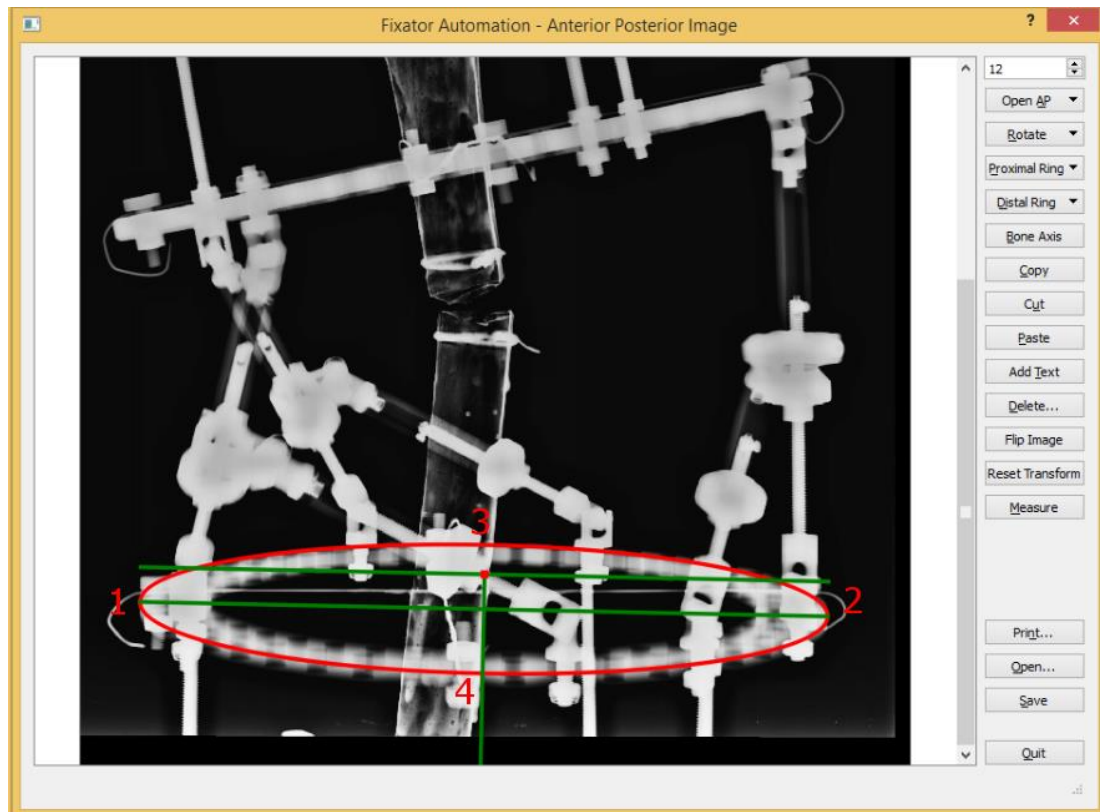 Fixator Automation - Anterior Posterior Image
?
12
Open AP
Rotate
Proximal Ring
Distal Ring
Bone Axis
Copy
Cut
Paste
Add Text
Delete...
Flip Image
Reset Transform
Measure
3
1
2
4
Print...
Open...
Save
Quit